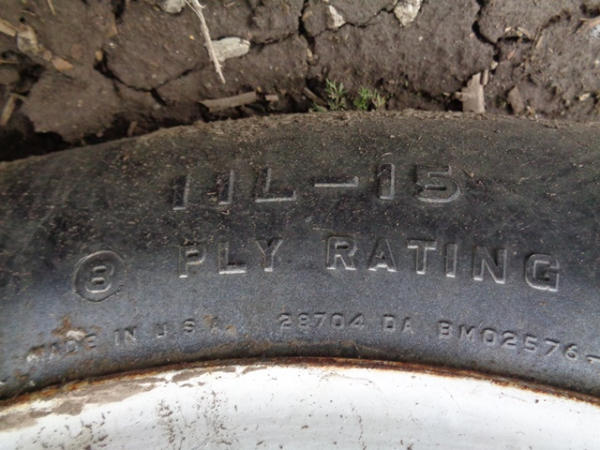 11L-15
8 PLY RATING
MADE IN U.S.A. 28704 DA BM02576-